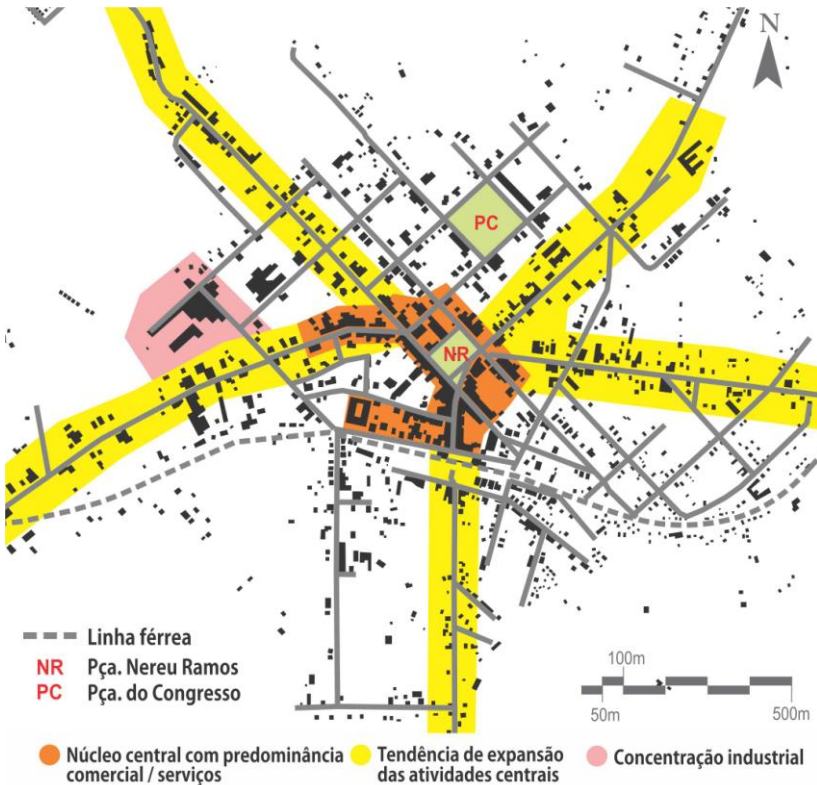 N
PC
NR
Linha férrea
NR Pça. Nereu Ramos
PC Pça. do Congresso
100m
50m
500m
Núcleo central com predominância
comercial / serviços
Tendência de expansão
das atividades centrais
Concentração industrial